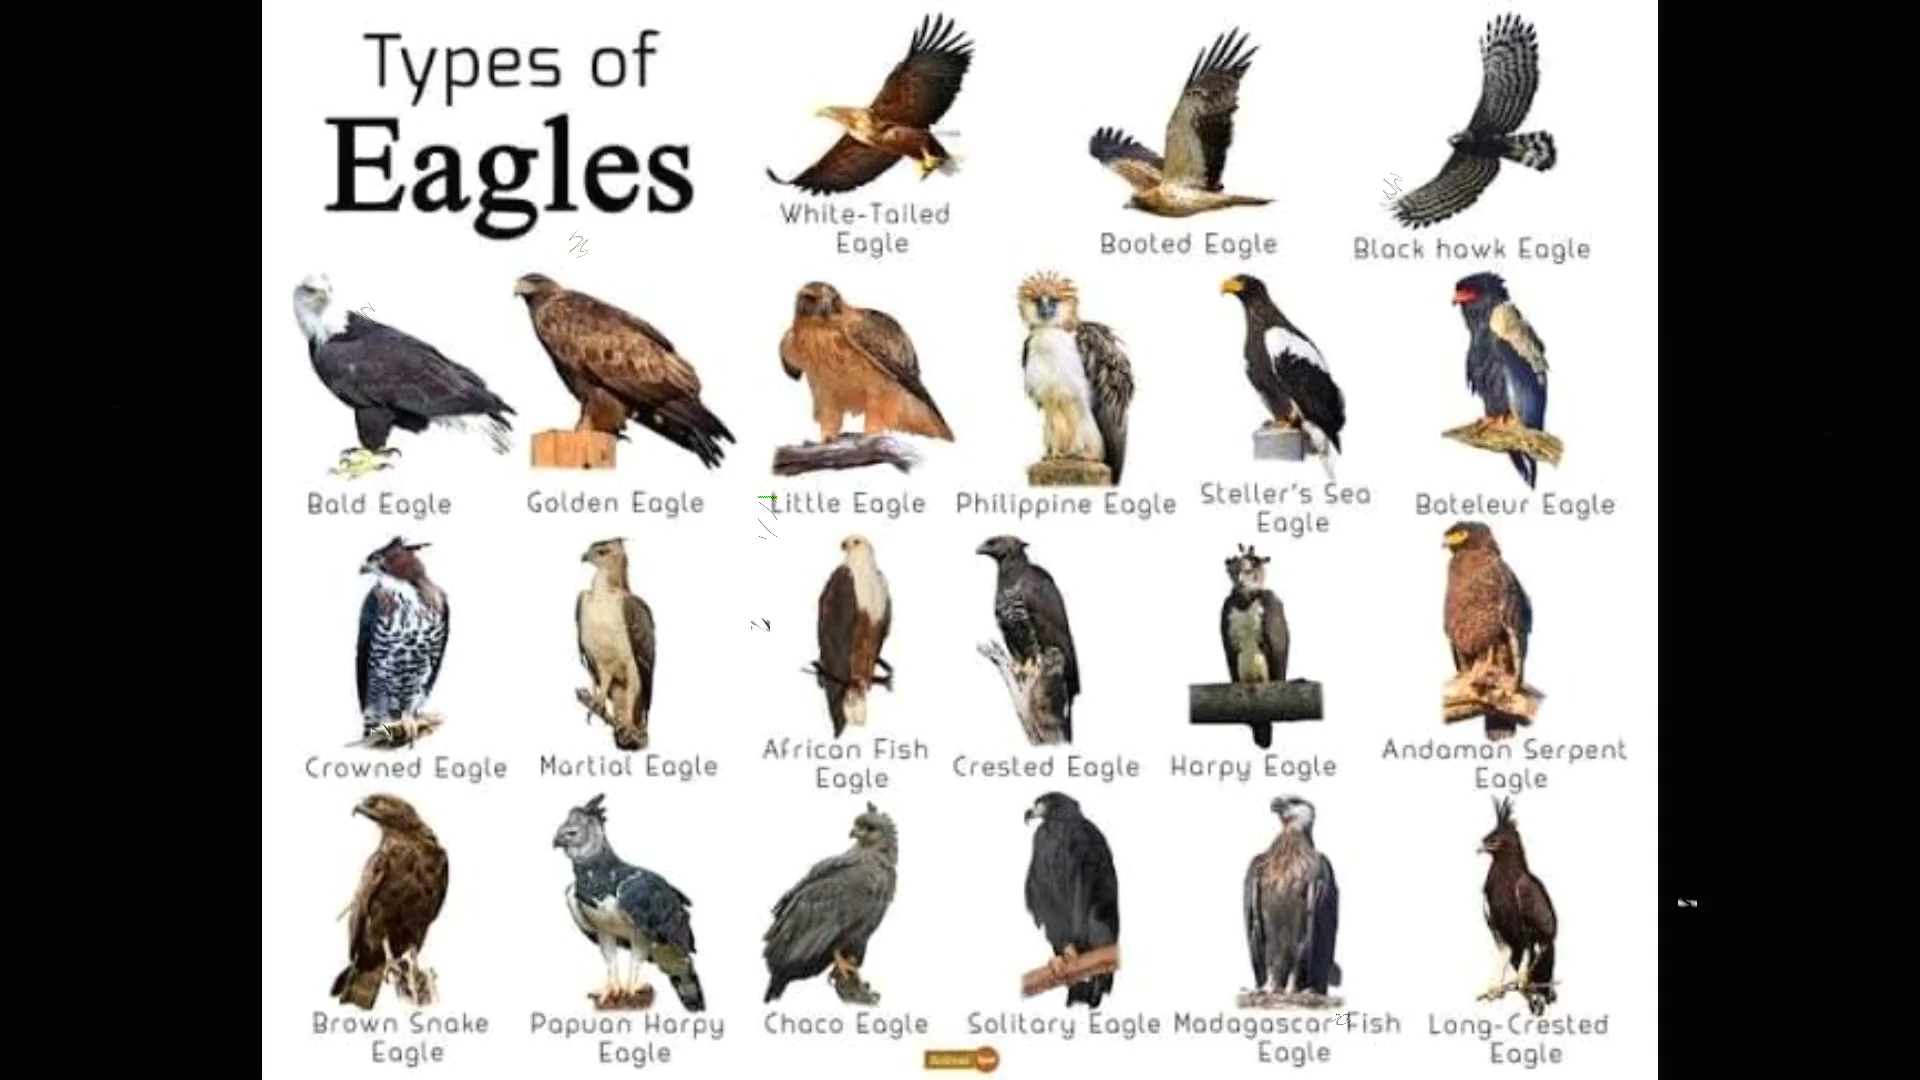 Types of
Eagles
White-Tailed
Eagle
Booted Eagle
Black hawk Eagle
Bald Eagle
Golden Eagle
Little Eagle
Philippine Eagle
Steller's Sea
Eagle
Bateleur Eagle
Crowned Eagle
Martial Eagle
African Fish
Eagle
Crested Eagle
Harpy Eagle
Andaman Serpent
Eagle
Brown Snake
Eagle
Papuan Harpy
Eagle
Chaco Eagle
Solitary Eagle
Madagascar Fish
Eagle
Long-Crested
Eagle